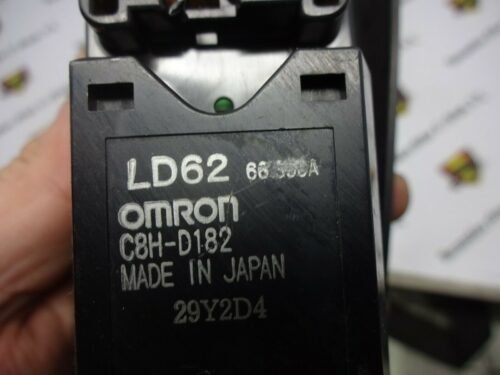 LD62
omron
C8H-D182
MADE IN JAPAN
29Y2D4